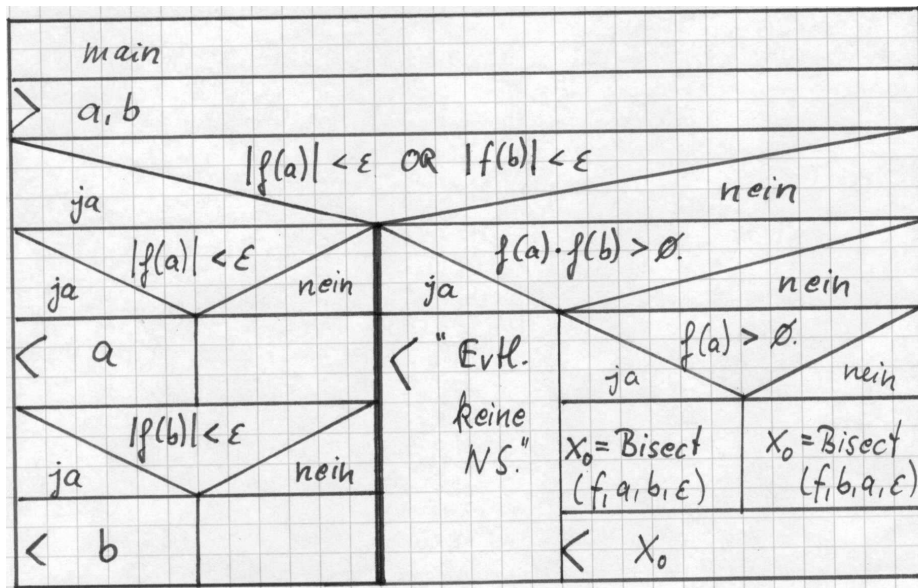 main
> a, b
|f(a)| < ε OR |f(b)| < ε
ja
nein
|f(a)| < ε
ja
nein
< a
|f(b)| < ε
ja
nein
< b
f(a)·f(b) > Ø.
ja
nein
< "Evtl.
keine
NS."
f(a) > Ø.
ja
nein
X₀ = Bisect
(f, a, b, ε)
X₀ = Bisect
(f, b, a, ε)
< X₀